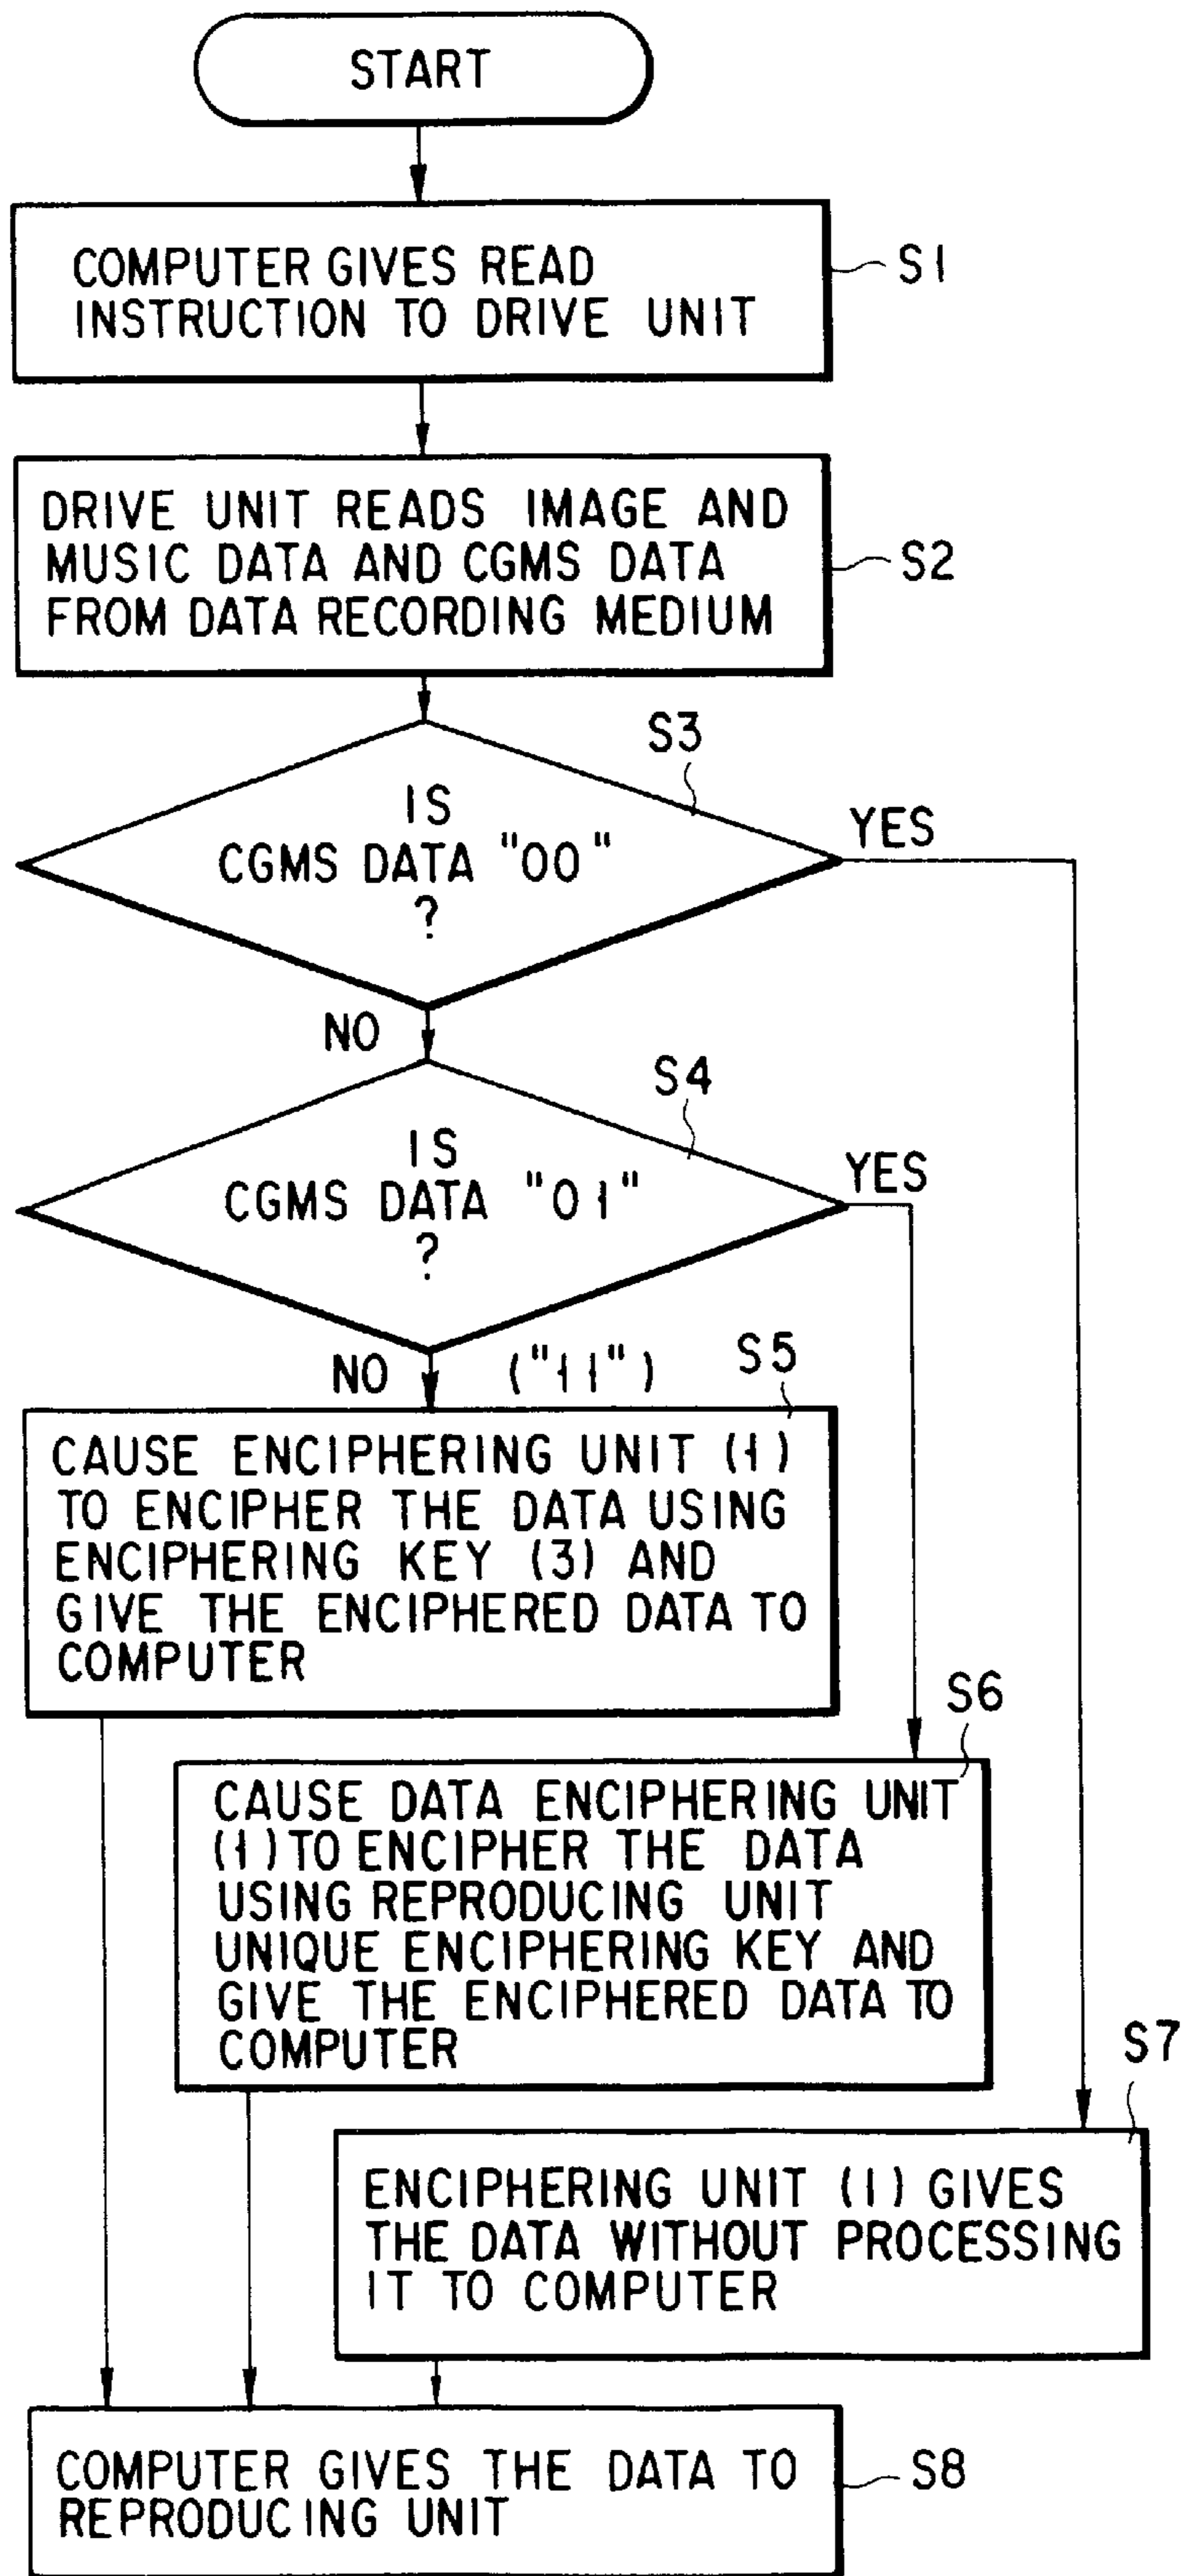 START
COMPUTER GIVES READ
INSTRUCTION TO DRIVE UNIT
S1
DRIVE UNIT READS IMAGE AND
MUSIC DATA AND CGMS DATA
FROM DATA RECORDING MEDIUM
S2
S3
IS
CGMS DATA "00"
?
YES
NO
S4
IS
CGMS DATA "01"
?
YES
NO ("11")
S5
CAUSE ENCIPHERING UNIT (1)
TO ENCIPHER THE DATA USING
ENCIPHERING KEY (3) AND
GIVE THE ENCIPHERED DATA TO
COMPUTER
S6
CAUSE DATA ENCIPHERING UNIT
(1) TO ENCIPHER THE DATA
USING REPRODUCING UNIT
UNIQUE ENCIPHERING KEY AND
GIVE THE ENCIPHERED DATA TO
COMPUTER
S7
ENCIPHERING UNIT (1) GIVES
THE DATA WITHOUT PROCESSING
IT TO COMPUTER
COMPUTER GIVES THE DATA TO
REPRODUCING UNIT
S8